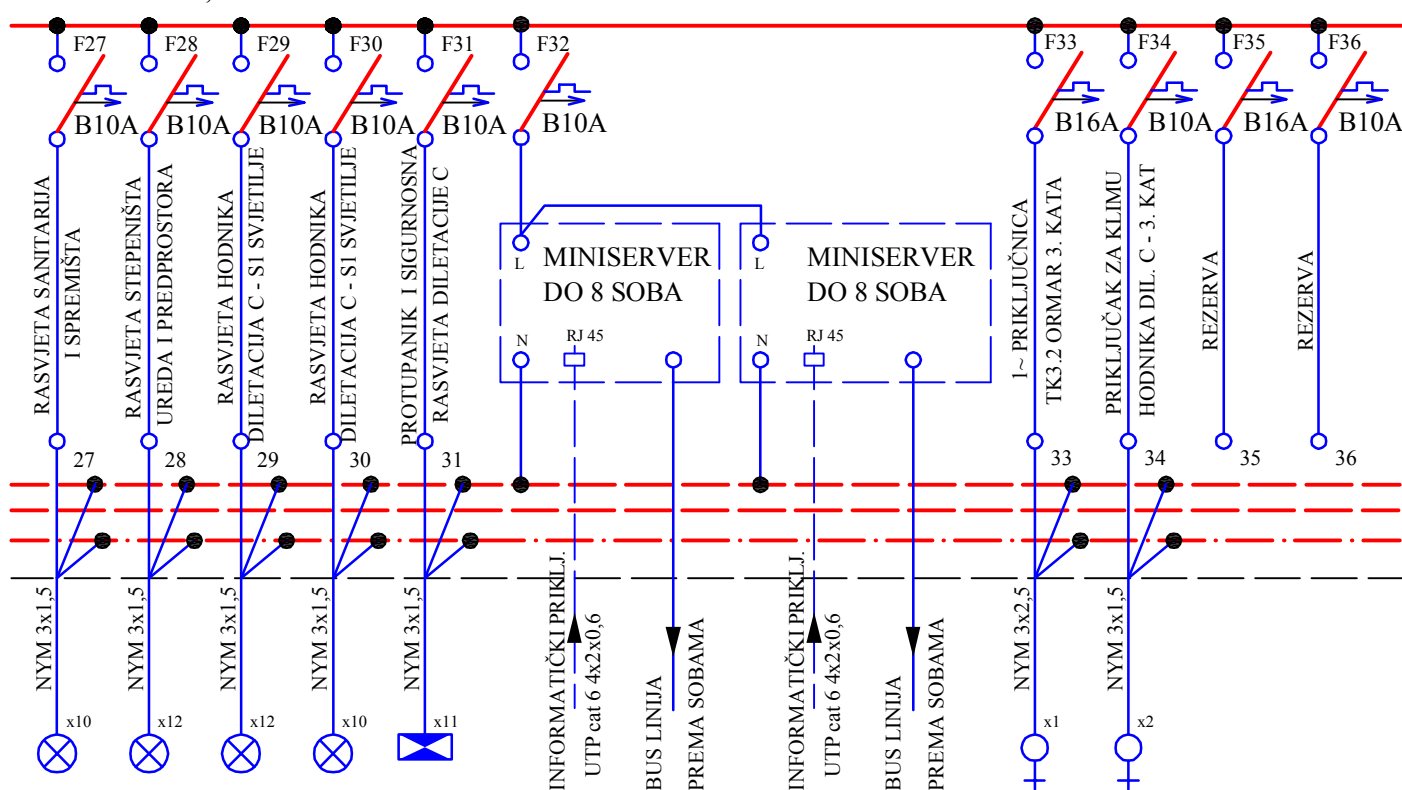 F27
F28
F29
F30
F31
F32
F33
F34
F35
F36
B10A
B10A
B10A
B10A
B10A
B10A
B16A
B10A
B16A
B10A
RASVJETA SANITARIJA
I SPREMIŠTA
RASVJETA STEPENIŠTA
UREDA I PREDPROSTORA
RASVJETA HODNIKA
DILETACIJA C - S1 SVJETILJE
RASVJETA HODNIKA
DILETACIJA C - S1 SVJETILJE
PROTUPANIK I SIGURNOSNA
RASVJETA DILETACIJE C
L
MINISERVER
DO 8 SOBA
N
RJ 45
L
MINISERVER
DO 8 SOBA
N
RJ 45
1~ PRIKLJUČNICA
TK3.2 ORMAR 3. KATA
PRIKLJUČAK ZA KLIMU
HODNIKA DIL. C - 3. KAT
REZERVA
REZERVA
27
28
29
30
31
33
34
35
36
NYM 3x1,5
NYM 3x1,5
NYM 3x1,5
NYM 3x1,5
NYM 3x1,5
INFORMATIČKI PRIKLJ.
UTP cat 6 4x2x0,6
BUS LINIJA
PREMA SOBAMA
INFORMATIČKI PRIKLJ.
UTP cat 6 4x2x0,6
BUS LINIJA
PREMA SOBAMA
NYM 3x2,5
NYM 3x1,5
x10
x12
x12
x10
x11
x1
x2